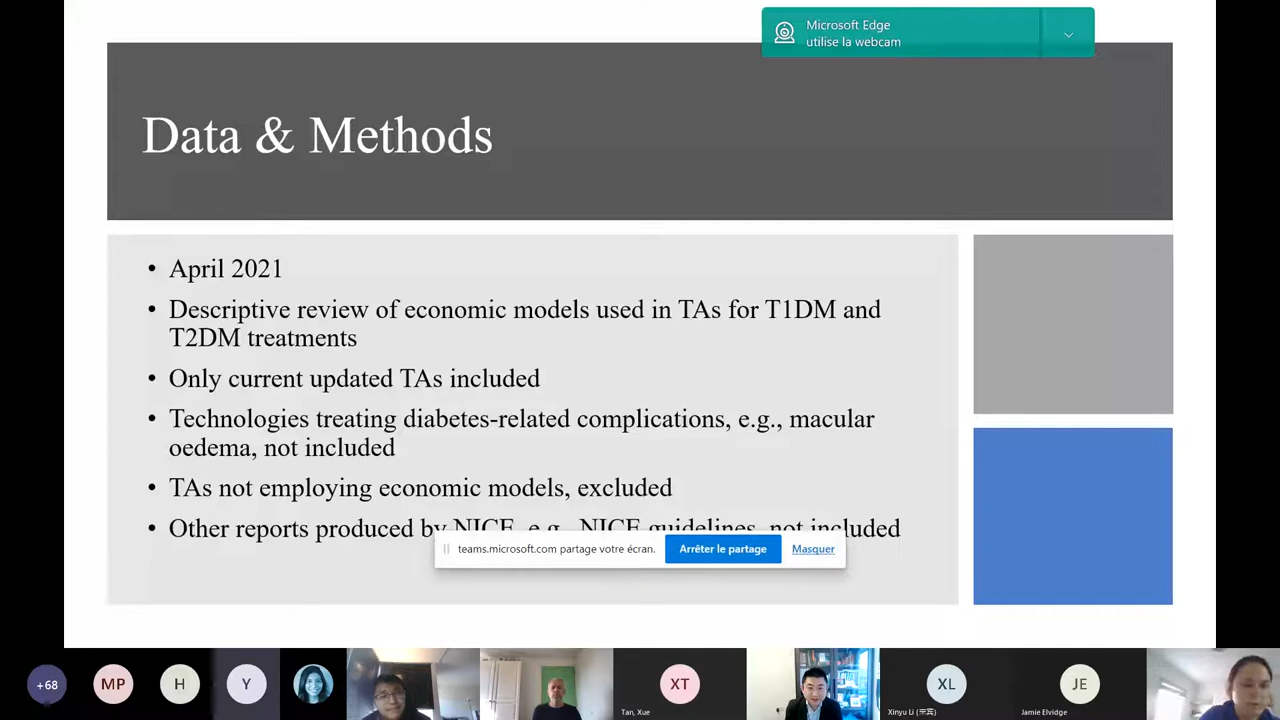 Microsoft Edge
utilise la webcam
Data & Methods
• April 2021
• Descriptive review of economic models used in TAs for T1DM and
T2DM treatments
• Only current updated TAs included
• Technologies treating diabetes-related complications, e.g., macular
oedema, not included
• TAs not employing economic models, excluded
• Other reports produced by NICE, e.g., NICE guidelines, not included
teams.microsoft.com partage votre écran.
Arrêter le partage
Masquer
+68
MP
H
Y
XT
XL
JE
Tan, Xue
Xinyu Li (宋宾)
Jamie Elvidge